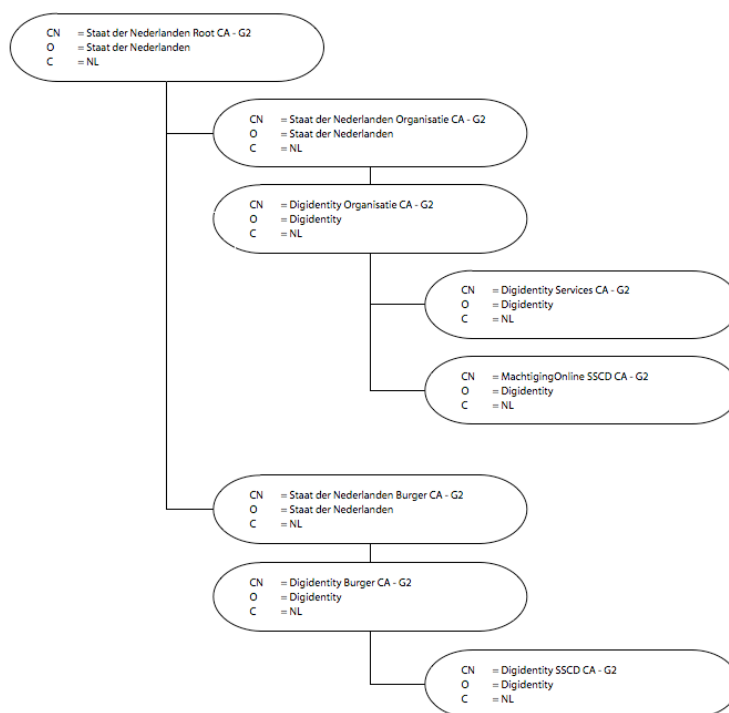 CN = Staat der Nederlanden Root CA - G2
O = Staat der Nederlanden
C = NL
CN = Staat der Nederlanden Organisatie CA - G2
O = Staat der Nederlanden
C = NL
CN = Digidentity Organisatie CA - G2
O = Digidentity
C = NL
CN = Digidentity Services CA - G2
O = Digidentity
C = NL
CN = MachtigingOnline SSCD CA - G2
O = Digidentity
C = NL
CN = Staat der Nederlanden Burger CA - G2
O = Staat der Nederlanden
C = NL
CN = Digidentity Burger CA - G2
O = Digidentity
C = NL
CN = Digidentity SSCD CA - G2
O = Digidentity
C = NL